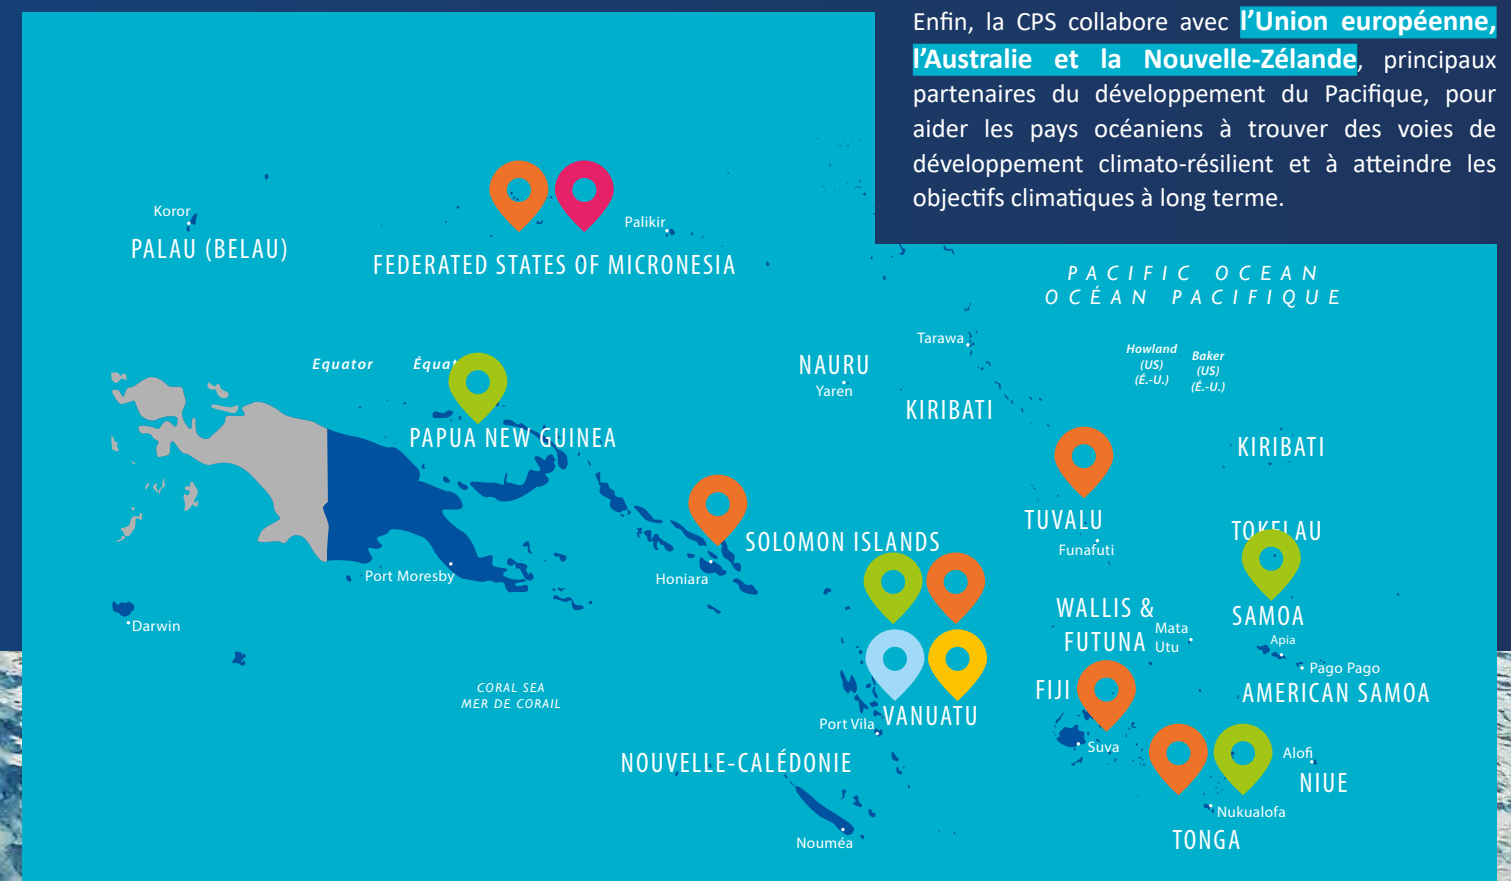 Enfin, la CPS collabore avec l’Union européenne,
l’Australie et la Nouvelle-Zélande, principaux
partenaires du développement du Pacifique, pour
aider les pays océaniens à trouver des voies de
développement climato-résilient et à atteindre les
objectifs climatiques à long terme.
Koror
PALAU (BELAU)
Palikir
FEDERATED STATES OF MICRONESIA
PACIFIC OCEAN
OCÉAN PACIFIQUE
Equator
Tarawa
NAURU
Yaren
KIRIBATI
Howland
(US)
(É.-U.)
Baker
(US)
(É.-U.)
PAPUA NEW GUINEA
KIRIBATI
TUVALU
Funafuti
TOKELAU
SOLOMON ISLANDS
Port Moresby
Honiara
Darwin
WALLIS &
FUTUNA
Mata
Utu
SAMOA
Apia
Pago Pago
AMERICAN SAMOA
CORAL SEA
MER DE CORAIL
FIJI
Suva
Port Vila
VANUATU
NOUVELLE-CALÉDONIE
Alofi
NIUE
Nukualofa
TONGA
Nouméa